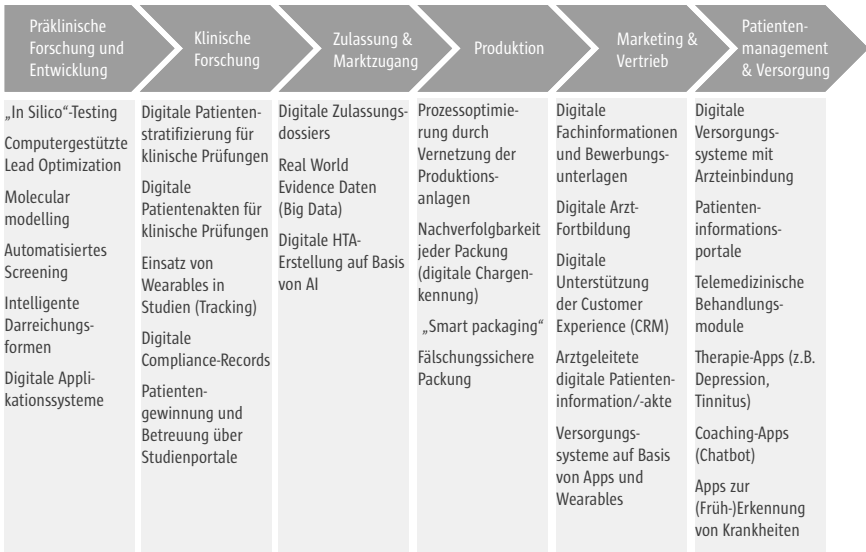 Präklinische
Forschung und
Entwicklung
Klinische
Forschung
Zulassung &
Marktzugang
Produktion
Marketing &
Vertrieb
Patienten-
management
& Versorgung
„In Silico“-Testing
Computergestützte
Lead Optimization
Molecular
modelling
Automatisiertes
Screening
Intelligente
Darreichungs-
formen
Digitale Appli-
kationssysteme
Digitale Patienten-
stratifizierung für
klinische Prüfungen
Digitale
Patientenakten für
klinische Prüfungen
Einsatz von
Wearables in
Studien (Tracking)
Digitale
Compliance-Records
Patienten-
gewinnung und
Betreuung über
Studienportale
Digitale Zulassungs-
dossiers
Real World
Evidence Daten
(Big Data)
Digitale HTA-
Erstellung auf Basis
von AI
Prozessoptimie-
rung durch
Vernetzung der
Produktions-
anlagen
Nachverfolgbarkeit
jeder Packung
(digitale Chargen-
kennung)
„Smart packaging“
Fälschungssichere
Packung
Digitale
Fachinformationen
und Bewerbungs-
unterlagen
Digitale Arzt-
Fortbildung
Digitale
Unterstützung
der Customer
Experience (CRM)
Arztgeleitete
digitale Patienten-
information/-akte
Versorgungs-
systeme auf Basis
von Apps und
Wearables
Digitale
Versorgungs-
systeme mit
Arzteinbindung
Patienten-
informations-
portale
Telemedizinische
Behandlungs-
module
Therapie-Apps (z.B.
Depression,
Tinnitus)
Coaching-Apps
(Chatbot)
Apps zur
(Früh-)Erkennung
von Krankheiten